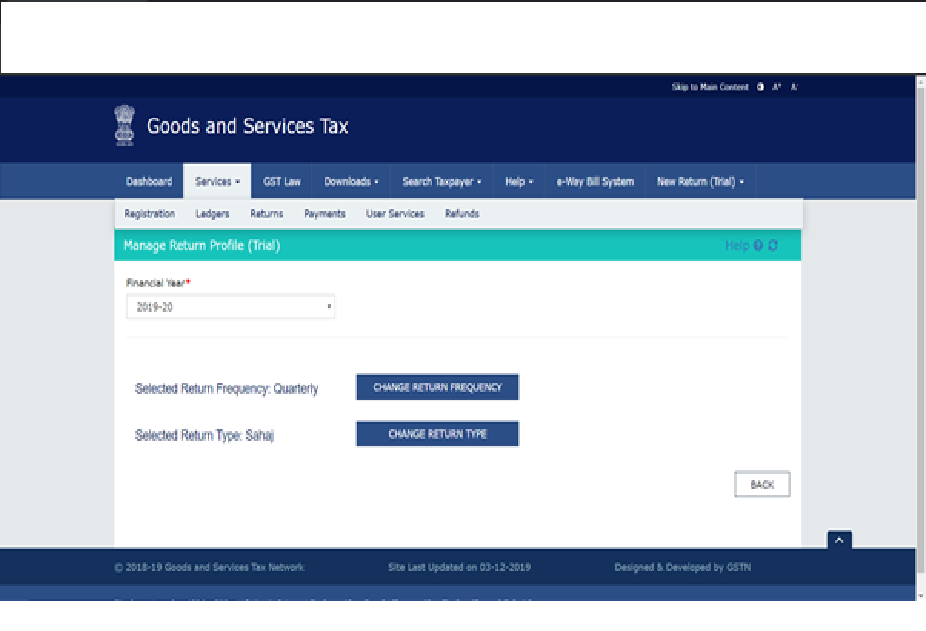 Skip to Main Content A⁺ A⁻
Goods and Services Tax
Dashboard Services GST Law Downloads Search Taxpayer Help e-Way Bill System New Return (Trial)
Registration Ledgers Returns Payments User Services Refunds
Manage Return Profile (Trial) Help
Financial Year*
2019-20
Selected Return Frequency: Quarterly CHANGE RETURN FREQUENCY
Selected Return Type: Sahaj CHANGE RETURN TYPE
BACK
© 2018-19 Goods and Services Tax Network Site Last Updated on 03-12-2019 Designed & Developed by GSTN